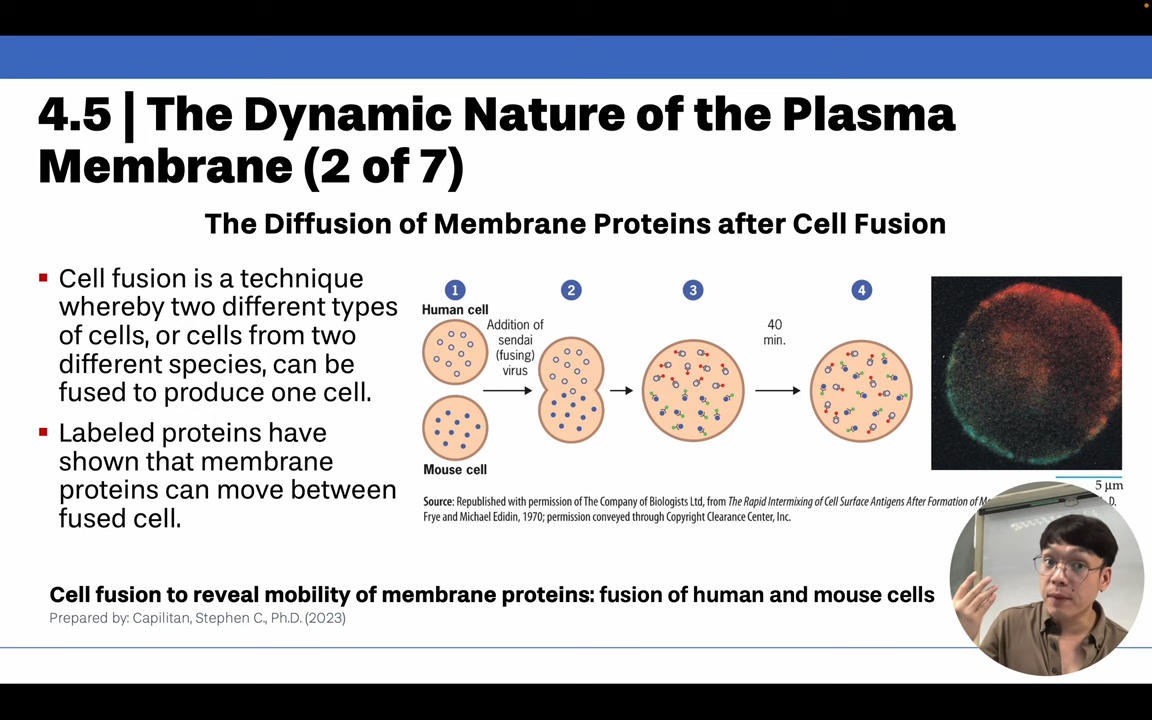 4.5 | The Dynamic Nature of the Plasma
Membrane (2 of 7)
The Diffusion of Membrane Proteins after Cell Fusion
▪ Cell fusion is a technique
whereby two different types
of cells, or cells from two
different species, can be
fused to produce one cell.
▪ Labeled proteins have
shown that membrane
proteins can move between
fused cell.
1
2
3
4
Human cell
Addition of
sendai
(fusing)
virus
40
min.
Mouse cell
5 µm
Source: Republished with permission of The Company of Biologists Ltd, from The Rapid Intermixing of Cell Surface Antigens After Formation of D.
Frye and Michael Edidin, 1970; permission conveyed through Copyright Clearance Center, Inc.
Cell fusion to reveal mobility of membrane proteins: fusion of human and mouse cells
Prepared by: Capilitan, Stephen C., Ph.D. (2023)